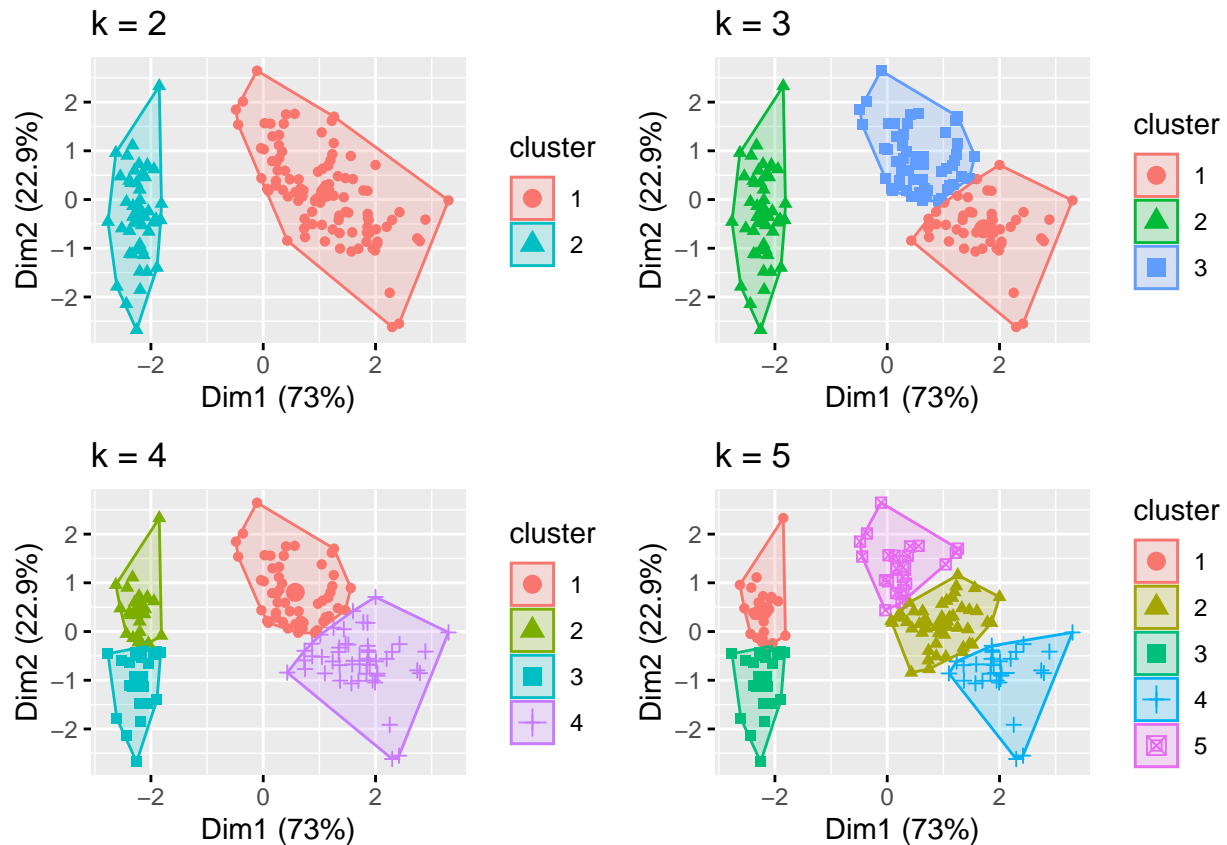 k = 2
Dim2 (22.9%)
2
1
0
−1
−2
−2
0
2
Dim1 (73%)
cluster
1
2
k = 3
Dim2 (22.9%)
2
1
0
−1
−2
−2
0
2
Dim1 (73%)
cluster
1
2
3
k = 4
Dim2 (22.9%)
2
1
0
−1
−2
−2
0
2
Dim1 (73%)
cluster
1
2
3
4
k = 5
Dim2 (22.9%)
2
1
0
−1
−2
−2
0
2
Dim1 (73%)
cluster
1
2
3
4
5